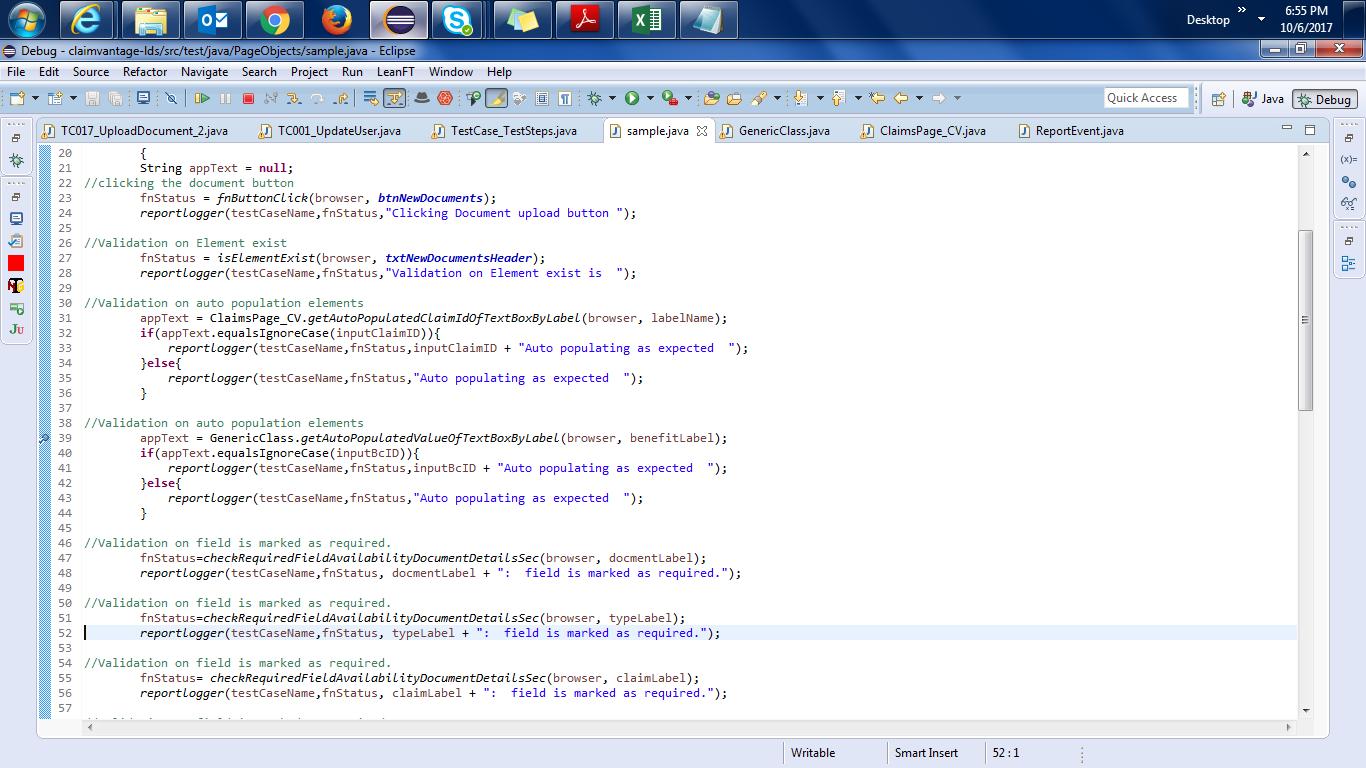 6:55 PM
Desktop
10/6/2017
Debug - claimvantage-lds/src/test/java/PageObjects/sample.java - Eclipse
File Edit Source Refactor Navigate Search Project Run LeanFT Window Help
Quick Access Java Debug
TC017_UploadDocument_2.java TC001_UpdateUser.java TestCase_TestSteps.java sample.java GenericClass.java ClaimsPage_CV.java ReportEvent.java
20 {
21 String appText = null;
22 //clicking the document button
23 fnStatus = fnButtonClick(browser, btnNewDocuments);
24 reportlogger(testCaseName,fnStatus,"Clicking Document upload button ");
25
26 //Validation on Element exist
27 fnStatus = isElementExist(browser, txtNewDocumentsHeader);
28 reportlogger(testCaseName,fnStatus,"Validation on Element exist is  ");
29
30 //Validation on auto population elements
31 appText = ClaimsPage_CV.getAutoPopulatedClaimIdOfTextBoxByLabel(browser, labelName);
32 if(appText.equalsIgnoreCase(inputClaimID)){
33 reportlogger(testCaseName,fnStatus,inputClaimID + "Auto populating as expected  ");
34 }else{
35 reportlogger(testCaseName,fnStatus,"Auto populating as expected  ");
36 }
37
38 //Validation on auto population elements
39 appText = GenericClass.getAutoPopulatedValueOfTextBoxByLabel(browser, benefitLabel);
40 if(appText.equalsIgnoreCase(inputBcID)){
41 reportlogger(testCaseName,fnStatus,inputBcID + "Auto populating as expected  ");
42 }else{
43 reportlogger(testCaseName,fnStatus,"Auto populating as expected  ");
44 }
45
46 //Validation on field is marked as required.
47 fnStatus=checkRequiredFieldAvailabilityDocumentDetailsSec(browser, docmentLabel);
48 reportlogger(testCaseName,fnStatus, docmentLabel + ":  field is marked as required.");
49
50 //Validation on field is marked as required.
51 fnStatus=checkRequiredFieldAvailabilityDocumentDetailsSec(browser, typeLabel);
52 reportlogger(testCaseName,fnStatus, typeLabel + ":  field is marked as required.");
53
54 //Validation on field is marked as required.
55 fnStatus= checkRequiredFieldAvailabilityDocumentDetailsSec(browser, claimLabel);
56 reportlogger(testCaseName,fnStatus, claimLabel + ":  field is marked as required.");
57
Writable Smart Insert 52 : 1